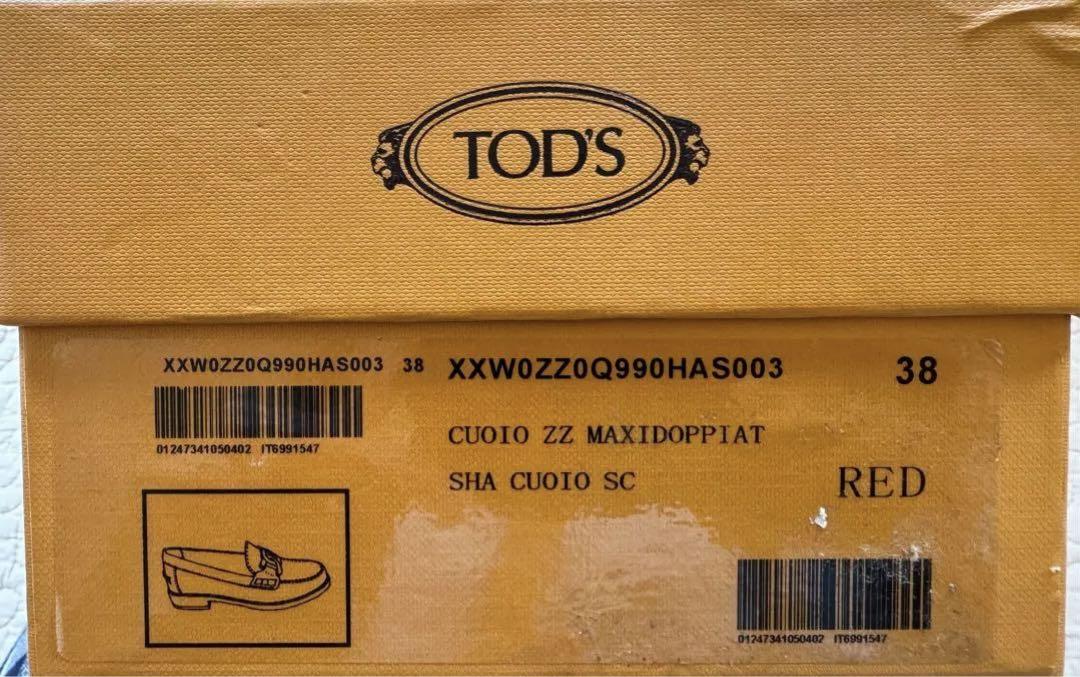 TOD'S
XXW0ZZ0Q990HAS003 38
01247341050402 IT6991547
XXW0ZZ0Q990HAS003 38
CUOIO ZZ MAXIDOPPIAT
SHA CUOIO SC
RED
01247341050402 IT6991547